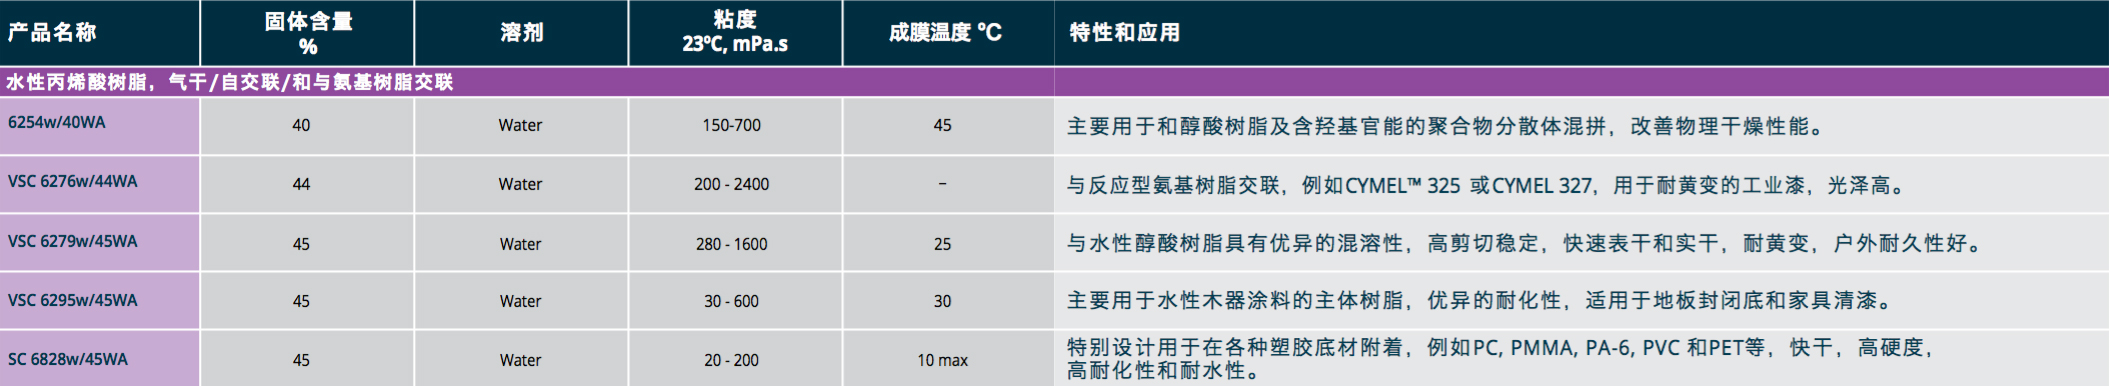 产品名称 固体含量 % 溶剂 粘度 23ºC, mPa.s 成膜温度 ºC 特性和应用
水性丙烯酸树脂，气干/自交联/和与氨基树脂交联
6254w/40WA 40 Water 150-700 45 主要用于和醇酸树脂及含羟基官能的聚合物分散体混拼，改善物理干燥性能。
VSC 6276w/44WA 44 Water 200 - 2400 – 与反应型氨基树脂交联，例如CYMEL™ 325 或CYMEL 327，用于耐黄变的工业漆，光泽高。
VSC 6279w/45WA 45 Water 280 - 1600 25 与水性醇酸树脂具有优异的混溶性，高剪切稳定，快速表干和实干，耐黄变，户外耐久性好。
VSC 6295w/45WA 45 Water 30 - 600 30 主要用于水性木器涂料的主体树脂，优异的耐化性，适用于地板封闭底和家具清漆。
SC 6828w/45WA 45 Water 20 - 200 10 max 特别设计用于在各种塑胶底材附着，例如PC, PMMA, PA-6, PVC 和PET等，快干，高硬度，
高耐化性和耐水性。